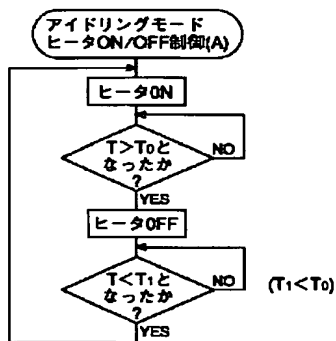 アイドリングモード
ヒータON/OFF制御(A)
ヒータON
T>T₀と
なったか
?
NO
YES
ヒータOFF
T<T₁と
なったか
?
NO
(T₁<T₀)
YES